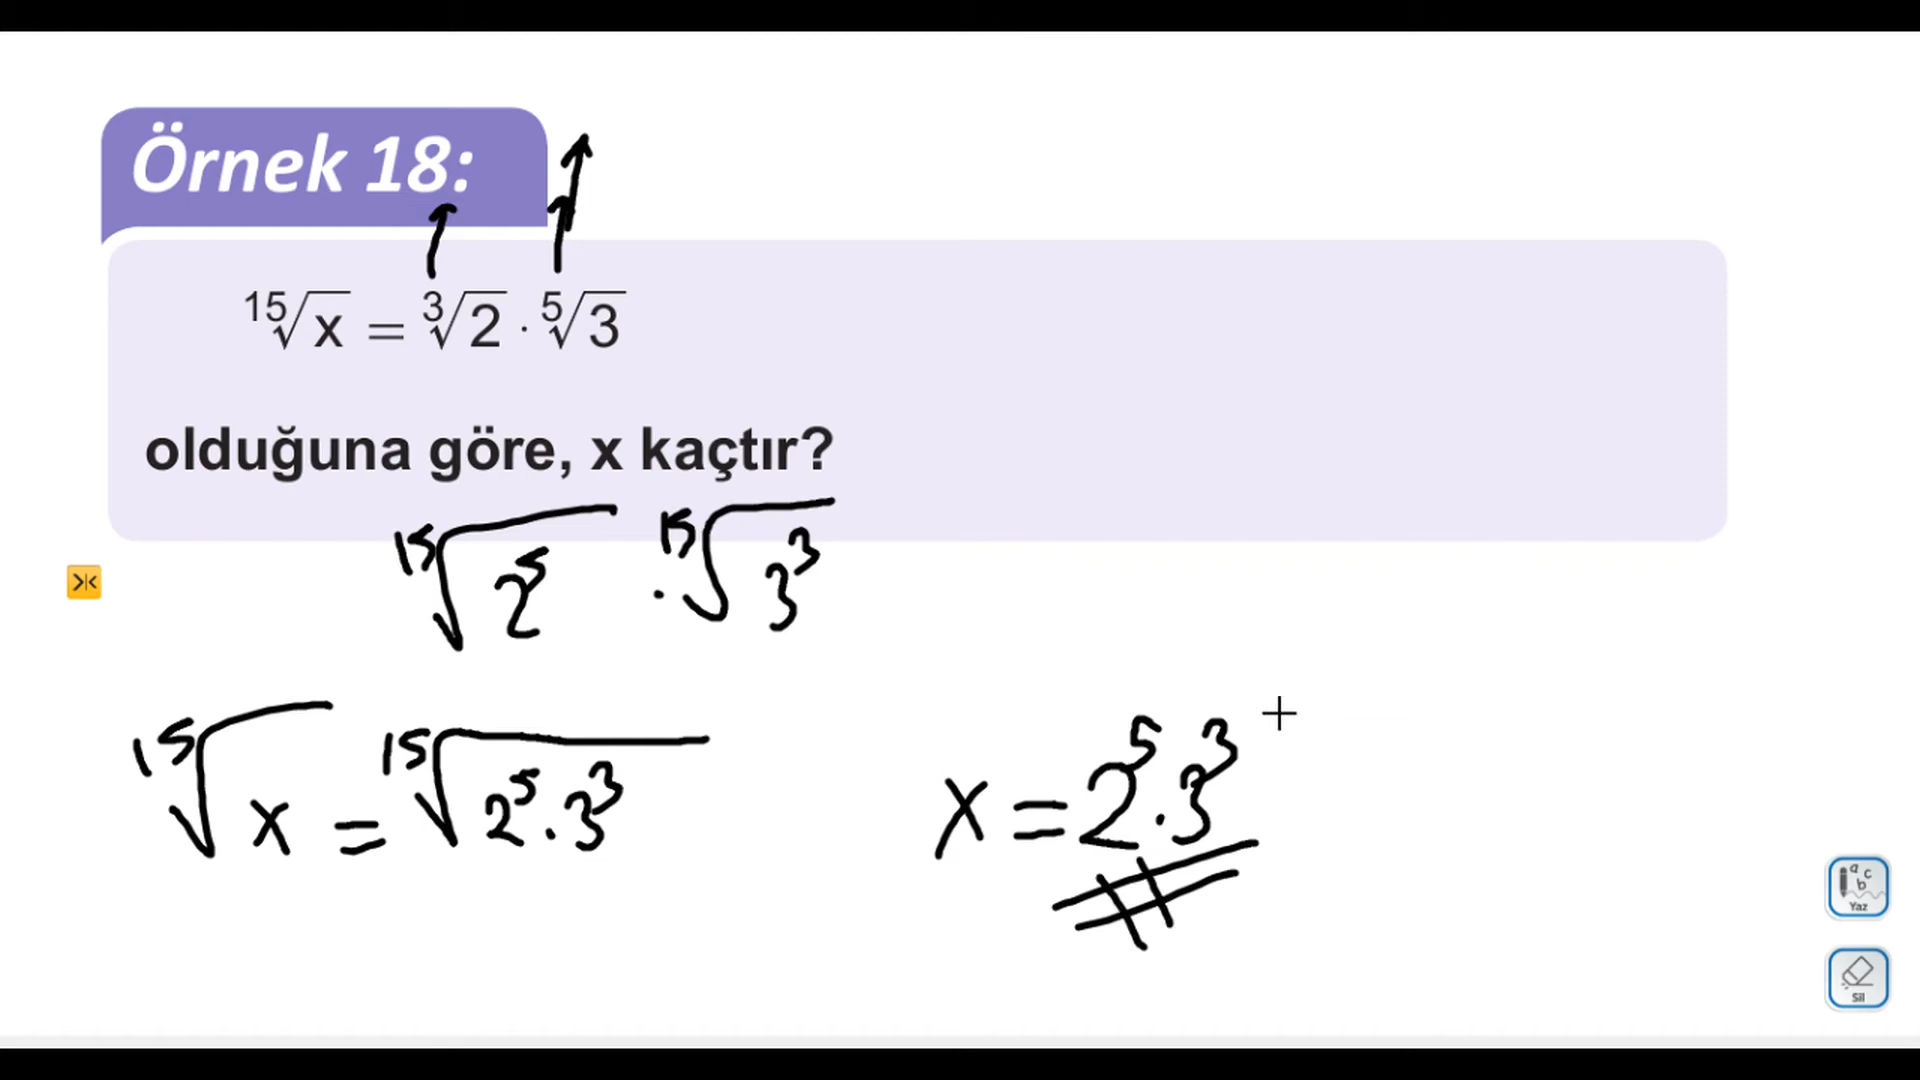 Örnek 18:
¹⁵√x = ³√2 · ⁵√3
olduğuna göre, x kaçtır?
¹⁵√2⁵ · ¹⁵√3³
¹⁵√x = ¹⁵√2⁵·3³
x = 2⁵·3³
a b c
Yaz
Sil